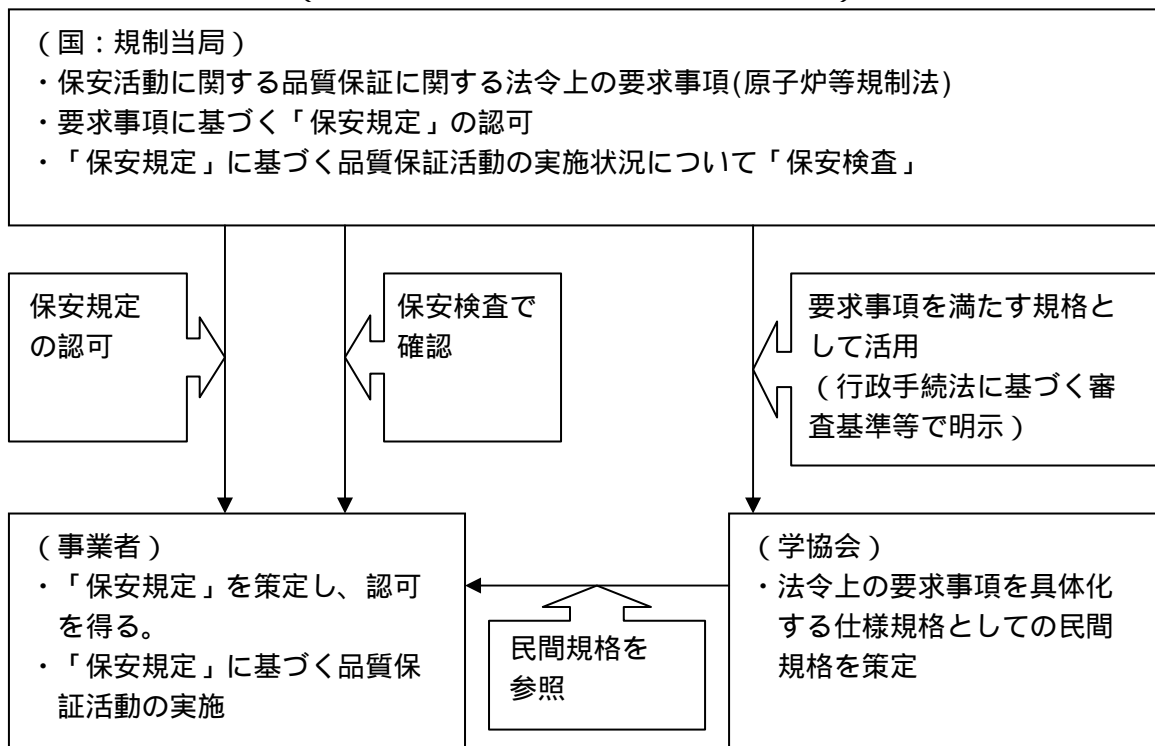 （国：規制当局）
・保安活動に関する品質保証に関する法令上の要求事項(原子炉等規制法)
・要求事項に基づく「保安規定」の認可
・「保安規定」に基づく品質保証活動の実施状況について「保安検査」
保安規定
の認可
保安検査で
確認
要求事項を満たす規格と
して活用
（行政手続法に基づく審
査基準等で明示）
（事業者）
・「保安規定」を策定し、認可
を得る。
・「保安規定」に基づく品質保
証活動の実施
民間規格を
参照
（学協会）
・法令上の要求事項を具体化
する仕様規格としての民間
規格を策定